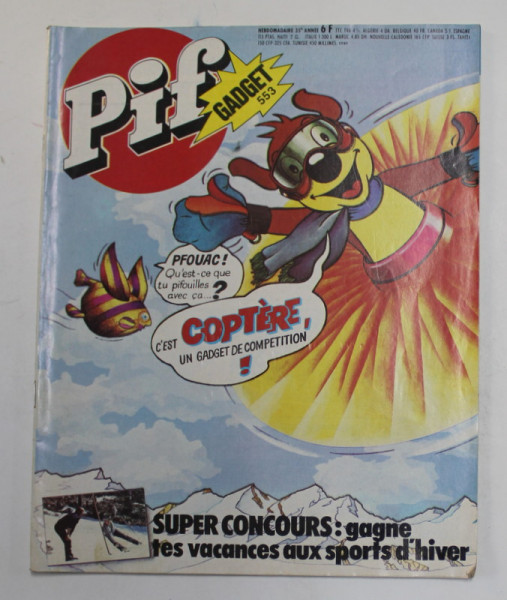 HEBDOMADAIRE 33e ANNEE 6 F
Pif
GADGET
553
PFOUAC!
Qu'est-ce que
tu pifouilles
avec ça...?
C'EST COPTÈRE,
UN GADGET DE COMPETITION
!
SUPER CONCOURS: gagne
tes vacances aux sports d'hiver